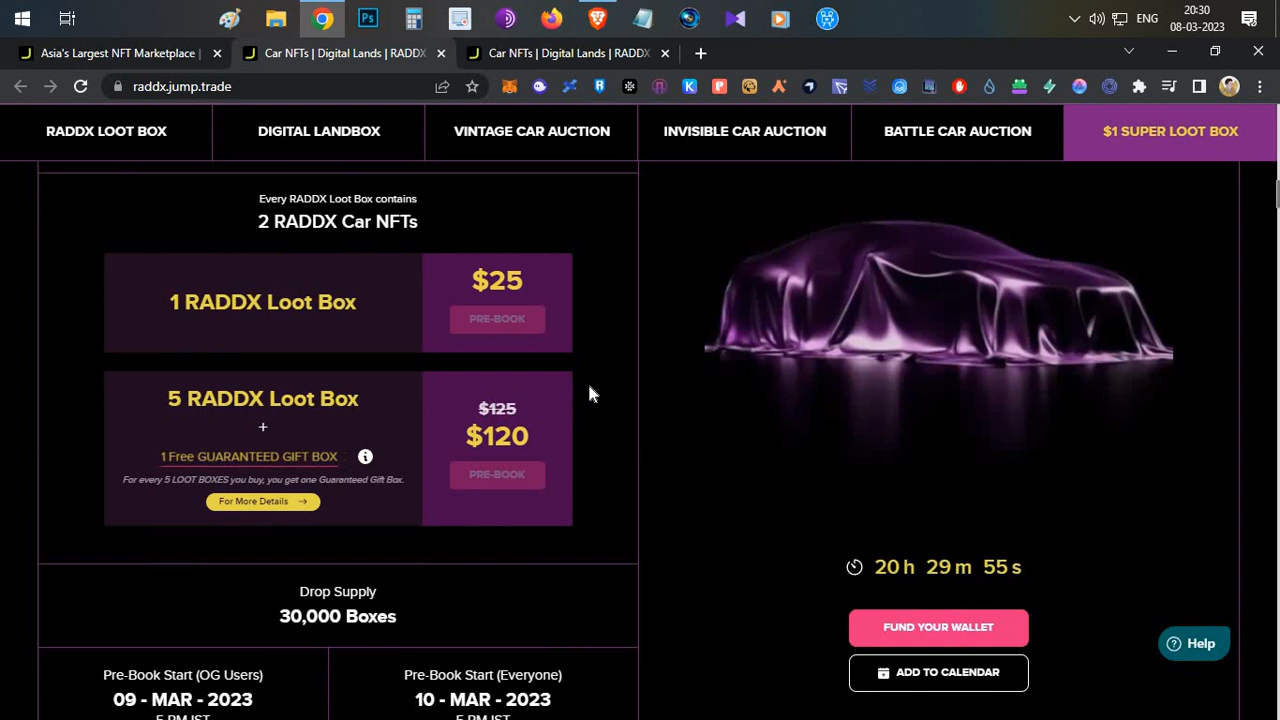 20:30
ENG
08-03-2023
Asia's Largest NFT Marketplace |
Car NFTs | Digital Lands | RADDX
Car NFTs | Digital Lands | RADDX
raddx.jump.trade
RADDX LOOT BOX
DIGITAL LANDBOX
VINTAGE CAR AUCTION
INVISIBLE CAR AUCTION
BATTLE CAR AUCTION
$1 SUPER LOOT BOX
Every RADDX Loot Box contains
2 RADDX Car NFTs
1 RADDX Loot Box
$25
PRE-BOOK
5 RADDX Loot Box
+
1 Free GUARANTEED GIFT BOX
For every 5 LOOT BOXES you buy, you get one Guaranteed Gift Box.
For More Details
$125
$120
PRE-BOOK
Drop Supply
30,000 Boxes
Pre-Book Start (OG Users)
09 - MAR - 2023
5 PM IST
Pre-Book Start (Everyone)
10 - MAR - 2023
5 PM IST
20 h 29 m 55 s
FUND YOUR WALLET
ADD TO CALENDAR
Help